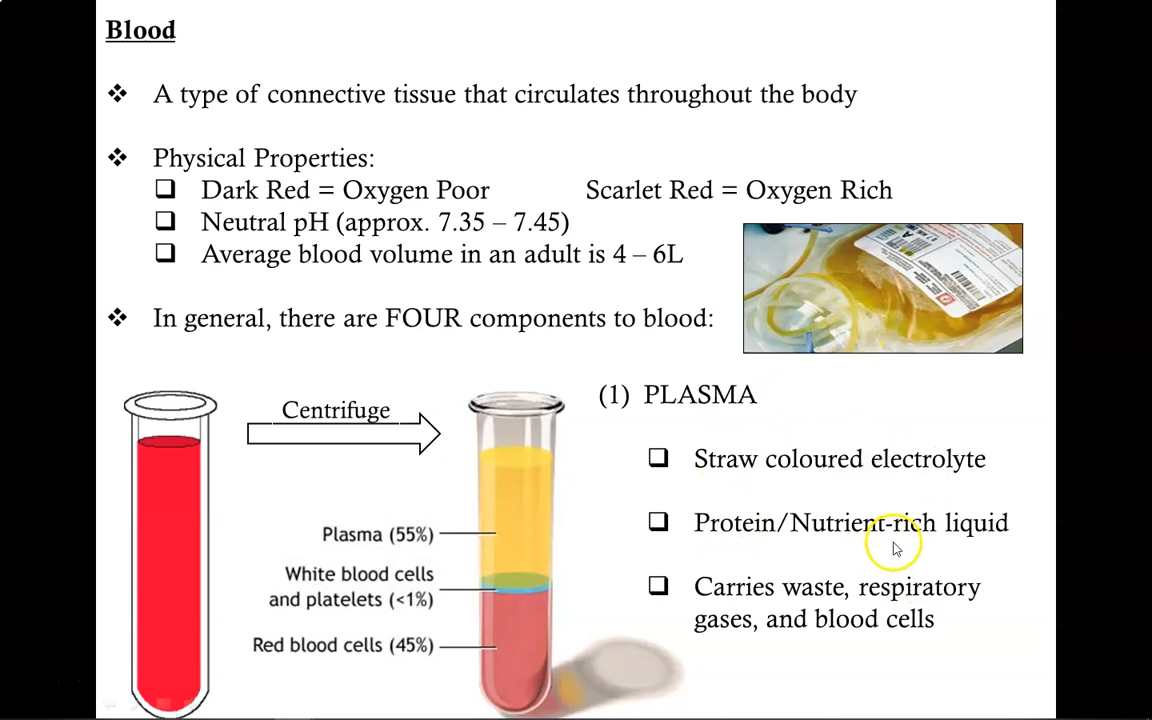 Blood
❖ A type of connective tissue that circulates throughout the body
❖ Physical Properties:
❑ Dark Red = Oxygen Poor Scarlet Red = Oxygen Rich
❑ Neutral pH (approx. 7.35 – 7.45)
❑ Average blood volume in an adult is 4 – 6L
❖ In general, there are FOUR components to blood:
Centrifuge
Plasma (55%)
White blood cells
and platelets (<1%)
Red blood cells (45%)
(1) PLASMA
❑ Straw coloured electrolyte
❑ Protein/Nutrient-rich liquid
❑ Carries waste, respiratory
gases, and blood cells